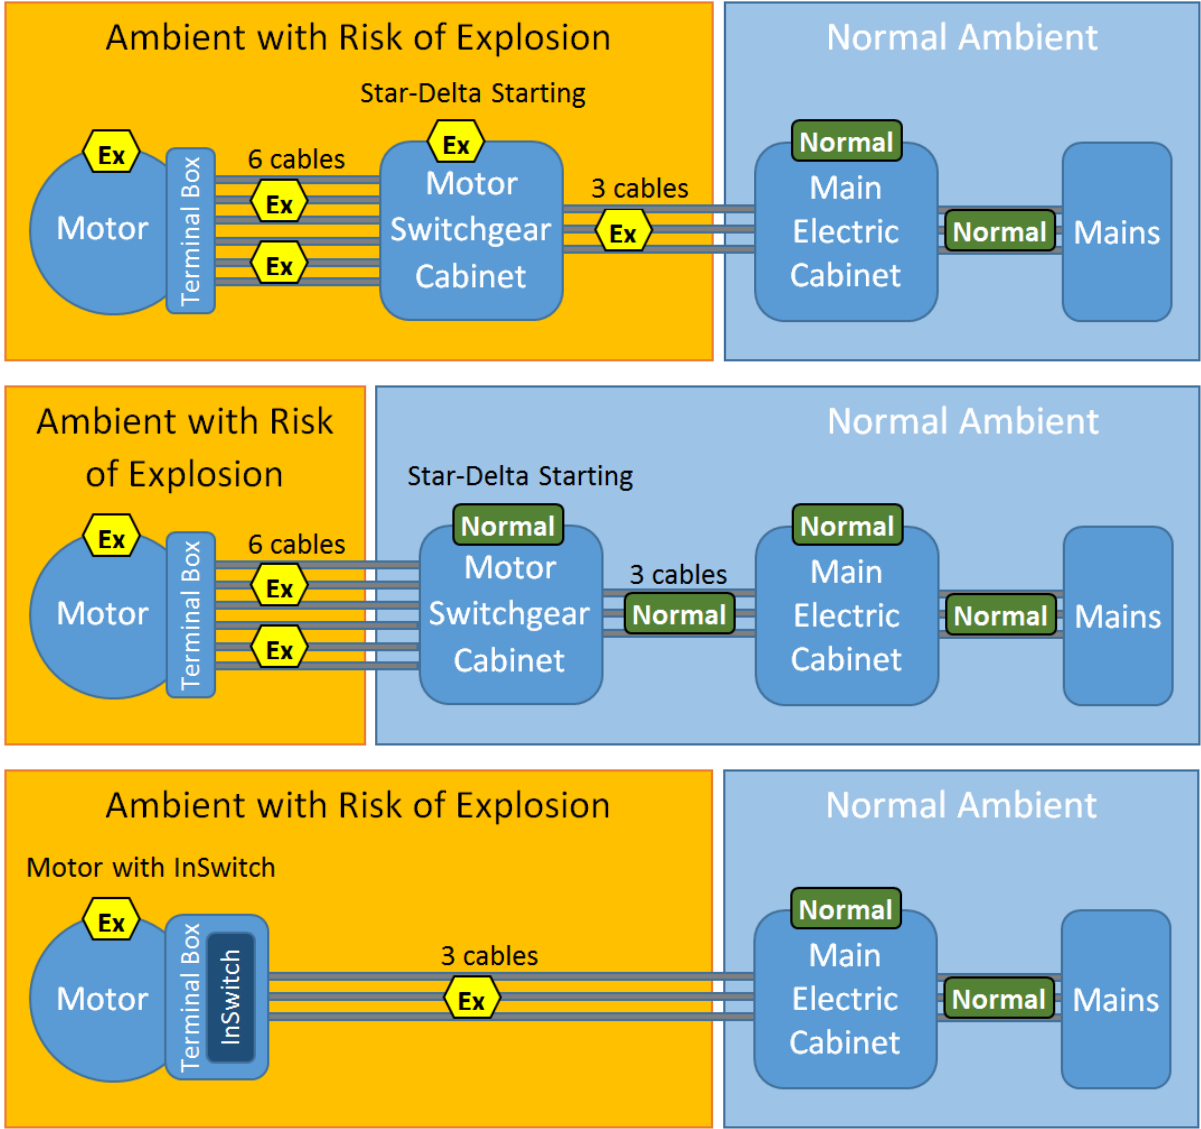 Ambient with Risk of Explosion
Normal Ambient
Star-Delta Starting
Ex
Motor
Terminal Box
6 cables
Ex
Ex
Ex
Motor
Switchgear
Cabinet
3 cables
Ex
Normal
Main
Electric
Cabinet
Normal
Mains
Ambient with Risk
of Explosion
Normal Ambient
Star-Delta Starting
Ex
Motor
Terminal Box
6 cables
Ex
Ex
Normal
Motor
Switchgear
Cabinet
3 cables
Normal
Normal
Main
Electric
Cabinet
Normal
Mains
Ambient with Risk of Explosion
Normal Ambient
Motor with InSwitch
Ex
Motor
Terminal Box
InSwitch
3 cables
Ex
Normal
Main
Electric
Cabinet
Normal
Mains